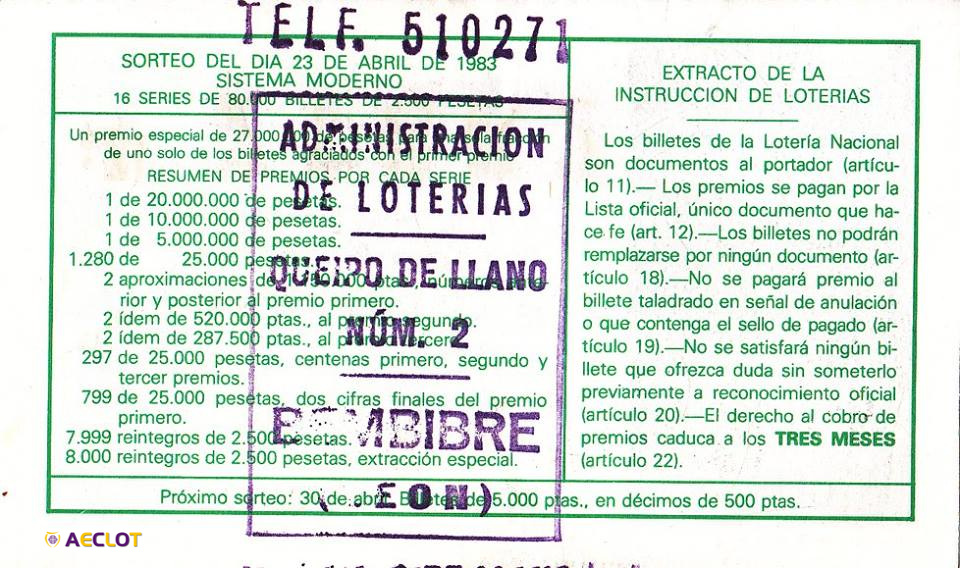 TELF. 510271
SORTEO DEL DIA 23 DE ABRIL DE 1983
SISTEMA MODERNO
16 SERIES DE 80.000 BILLETES DE 2.500 PESETAS
Un premio especial de 27.000.000 de pesetas, para una sola fracción
de uno solo de los billetes agraciados con el primer premio
RESUMEN DE PREMIOS POR CADA SERIE
1 de 20.000.000 de pesetas.
1 de 10.000.000 de pesetas.
1 de 5.000.000 de pesetas.
1.280 de 25.000 pesetas.
2 aproximaciones de ptas., número ante-
rior y posterior al premio primero.
2 ídem de 520.000 ptas., al premio segundo.
2 ídem de 287.500 ptas., al premio tercero.
297 de 25.000 pesetas, centenas primero, segundo y
tercer premios.
799 de 25.000 pesetas, dos cifras finales del premio
primero.
7.999 reintegros de 2.500 pesetas.
8.000 reintegros de 2.500 pesetas, extracción especial.
ADMINISTRACION
DE LOTERIAS
QUEIPO DE LLANO
NÚM. 2
BEMBIBRE
(LEON)
EXTRACTO DE LA
INSTRUCCION DE LOTERIAS
Los billetes de la Lotería Nacional
son documentos al portador (artícu-
lo 11).— Los premios se pagan por la
Lista oficial, único documento que ha-
ce fe (art. 12).—Los billetes no podrán
remplazarse por ningún documento (ar-
tículo 18).—No se pagará premio al
billete taladrado en señal de anulación
o que contenga el sello de pagado (ar-
tículo 19).—No se satisfará ningún bi-
llete que ofrezca duda sin someterlo
previamente a reconocimiento oficial
(artículo 20).—El derecho al cobro de
premios caduca a los TRES MESES
(artículo 22).
Próximo sorteo: 30 de abril. Billetes de 5.000 ptas., en décimos de 500 ptas.
AECLOT